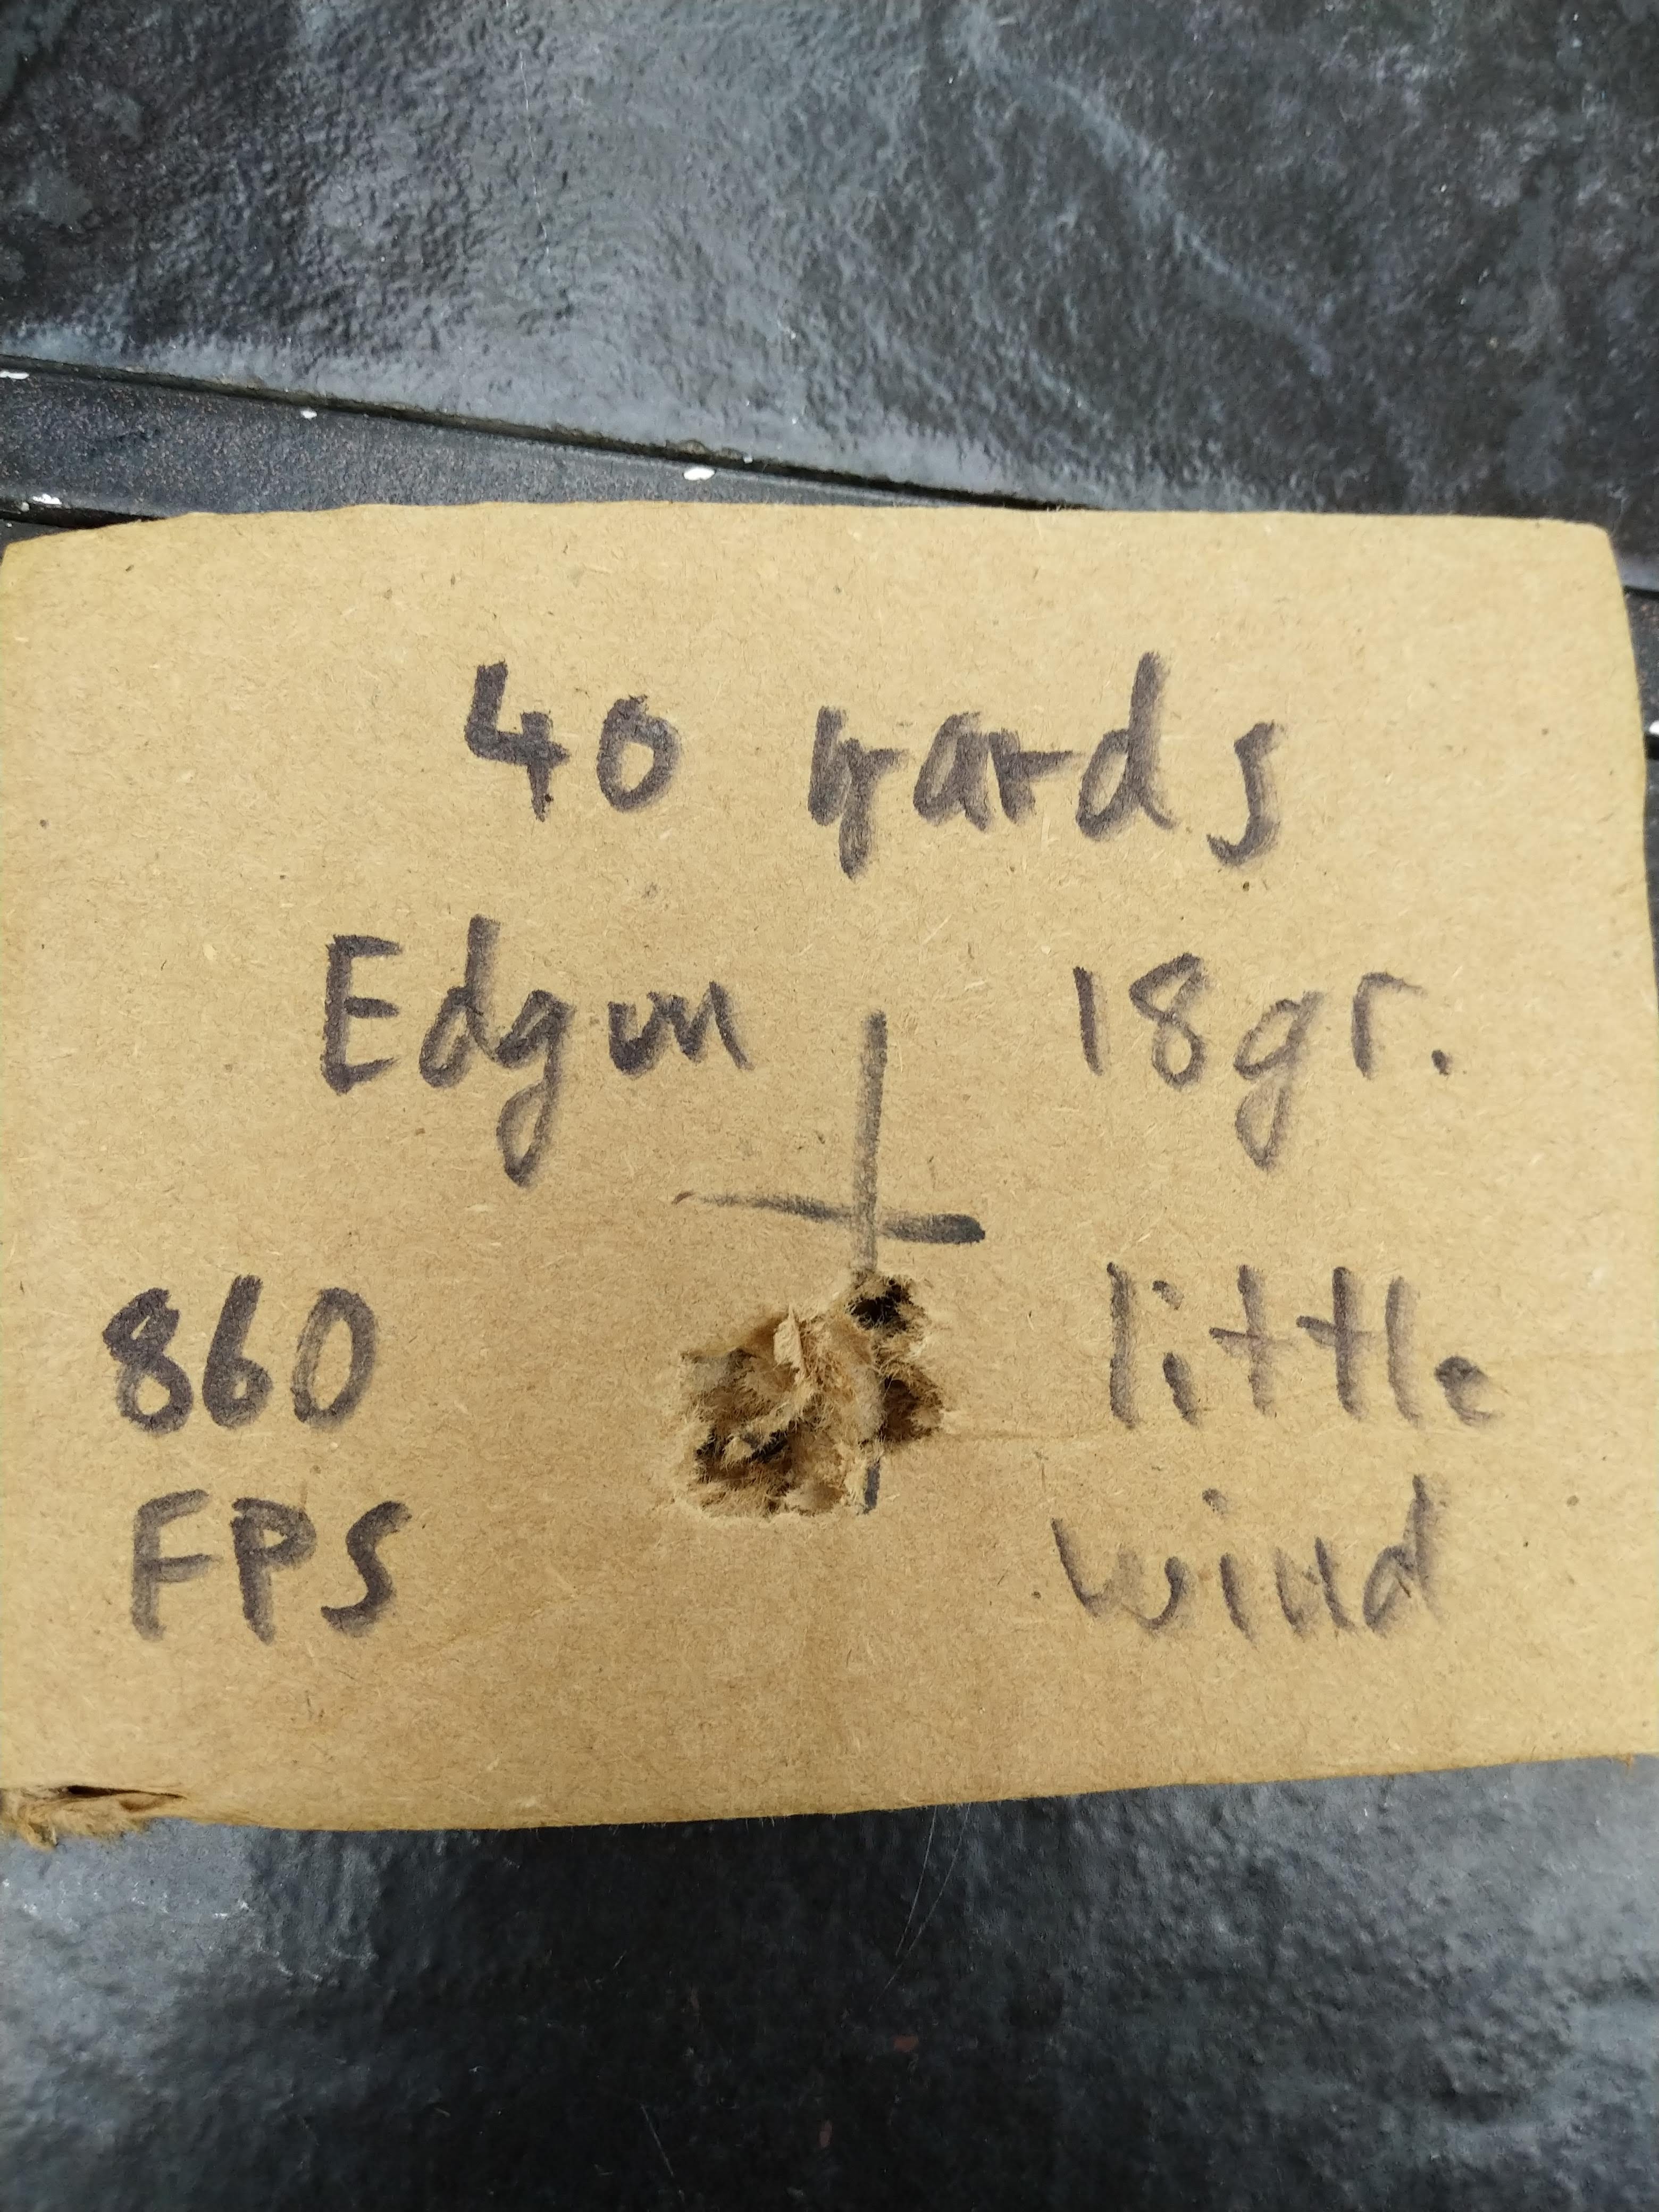 40 yards
Edgun 18gr.
860 little
FPS wind